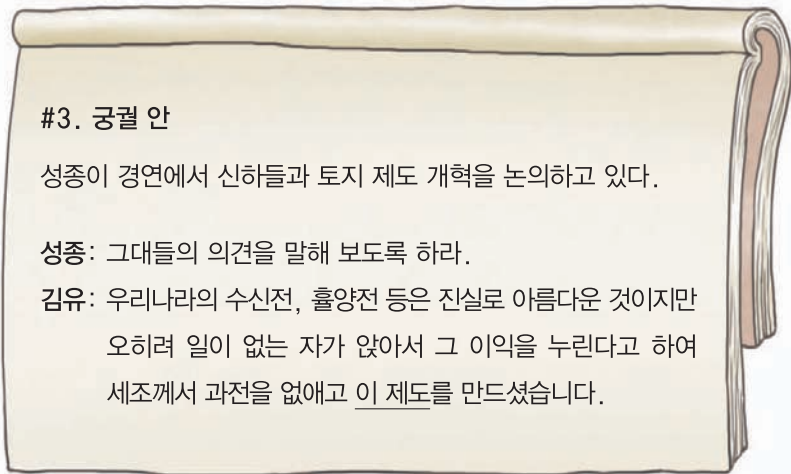 #3. 궁궐 안
성종이 경연에서 신하들과 토지 제도 개혁을 논의하고 있다.
성종: 그대들의 의견을 말해 보도록 하라.
김유: 우리나라의 수신전, 휼양전 등은 진실로 아름다운 것이지만
오히려 일이 없는 자가 앉아서 그 이익을 누린다고 하여
세조께서 과전을 없애고 이 제도를 만드셨습니다.